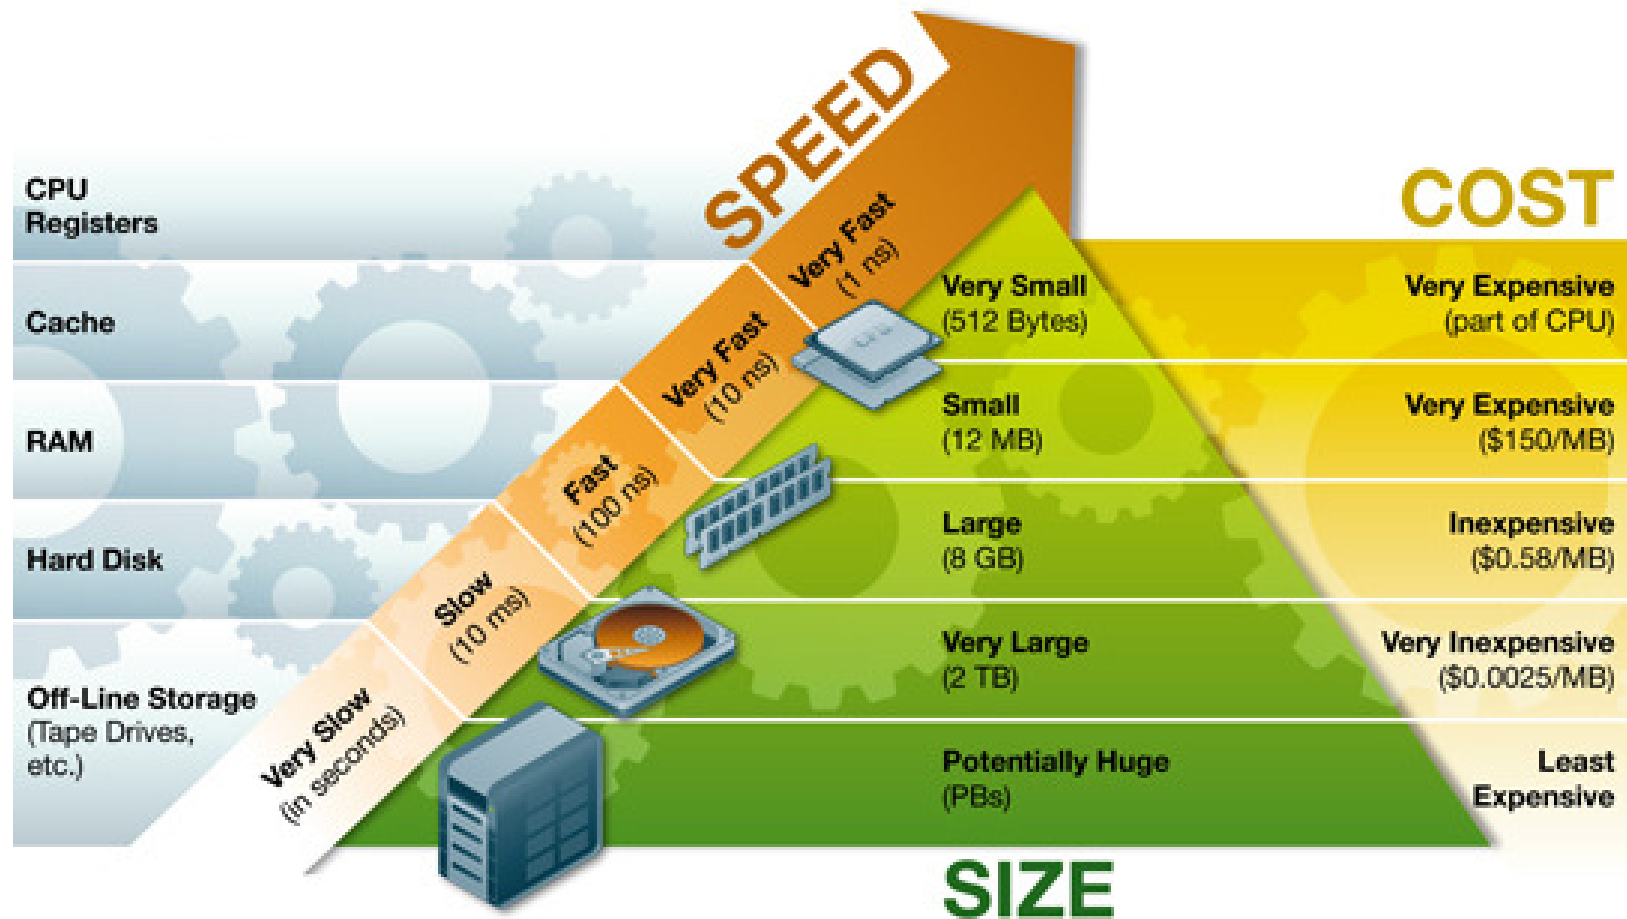 SPEED
COST
CPU
Registers
Cache
RAM
Hard Disk
Off-Line Storage
(Tape Drives,
etc.)
Very Fast
(1 ns)
Very Fast
(10 ns)
Fast
(100 ns)
Slow
(10 ms)
Very Slow
(in seconds)
Very Small
(512 Bytes)
Small
(12 MB)
Large
(8 GB)
Very Large
(2 TB)
Potentially Huge
(PBs)
Very Expensive
(part of CPU)
Very Expensive
($150/MB)
Inexpensive
($0.58/MB)
Very Inexpensive
($0.0025/MB)
Least
Expensive
SIZE